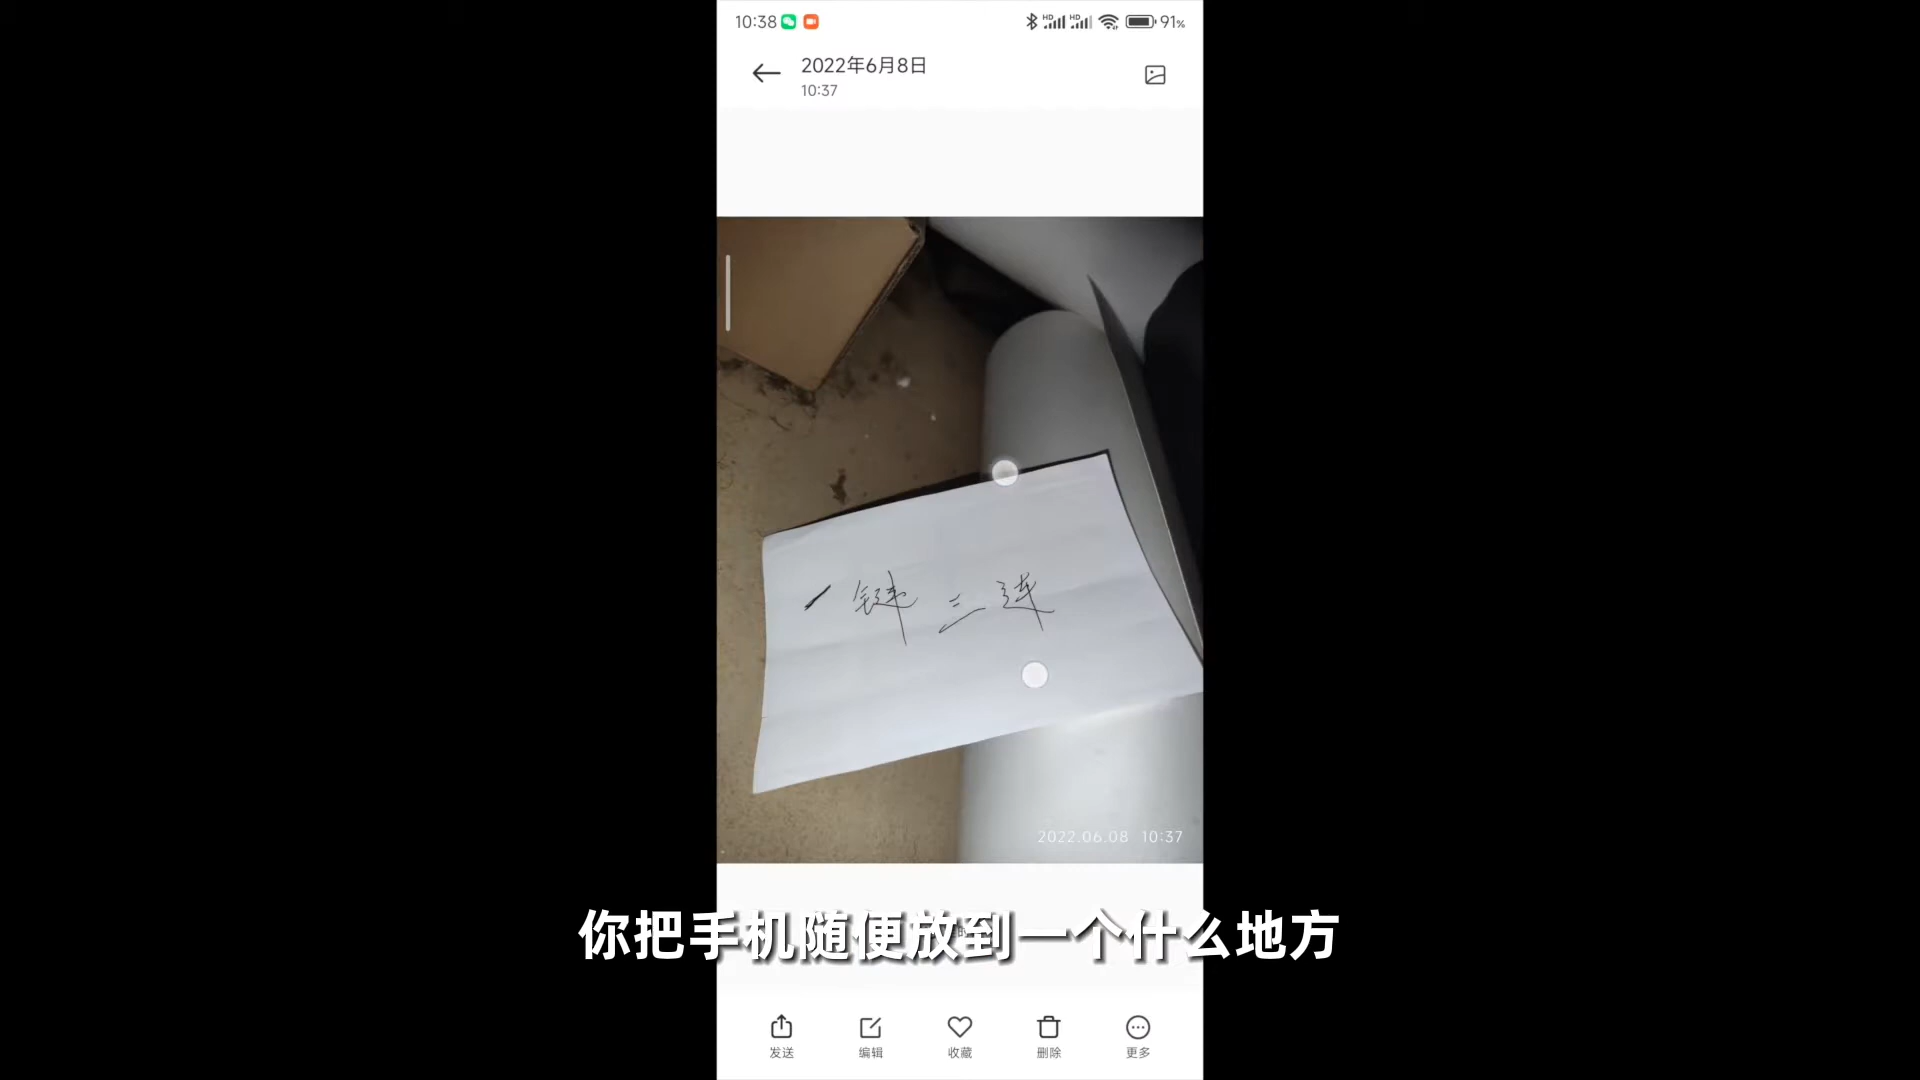 10:38 HD HD 91%
2022年6月8日
10:37
一键三连
2022.06.08 10:37
你把手机随便放到一个什么地方
发送 编辑 收藏 删除 更多